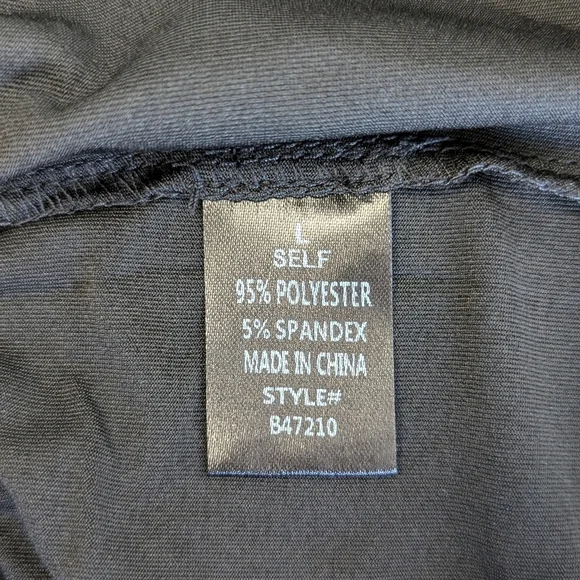 L
SELF
95% POLYESTER
5% SPANDEX
MADE IN CHINA
STYLE#
B47210